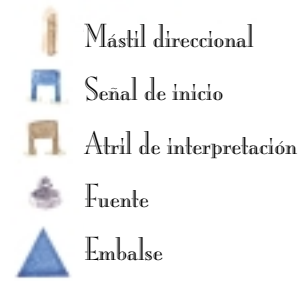 Mástil direccional
Señal de inicio
Atril de interpretación
Fuente
Embalse